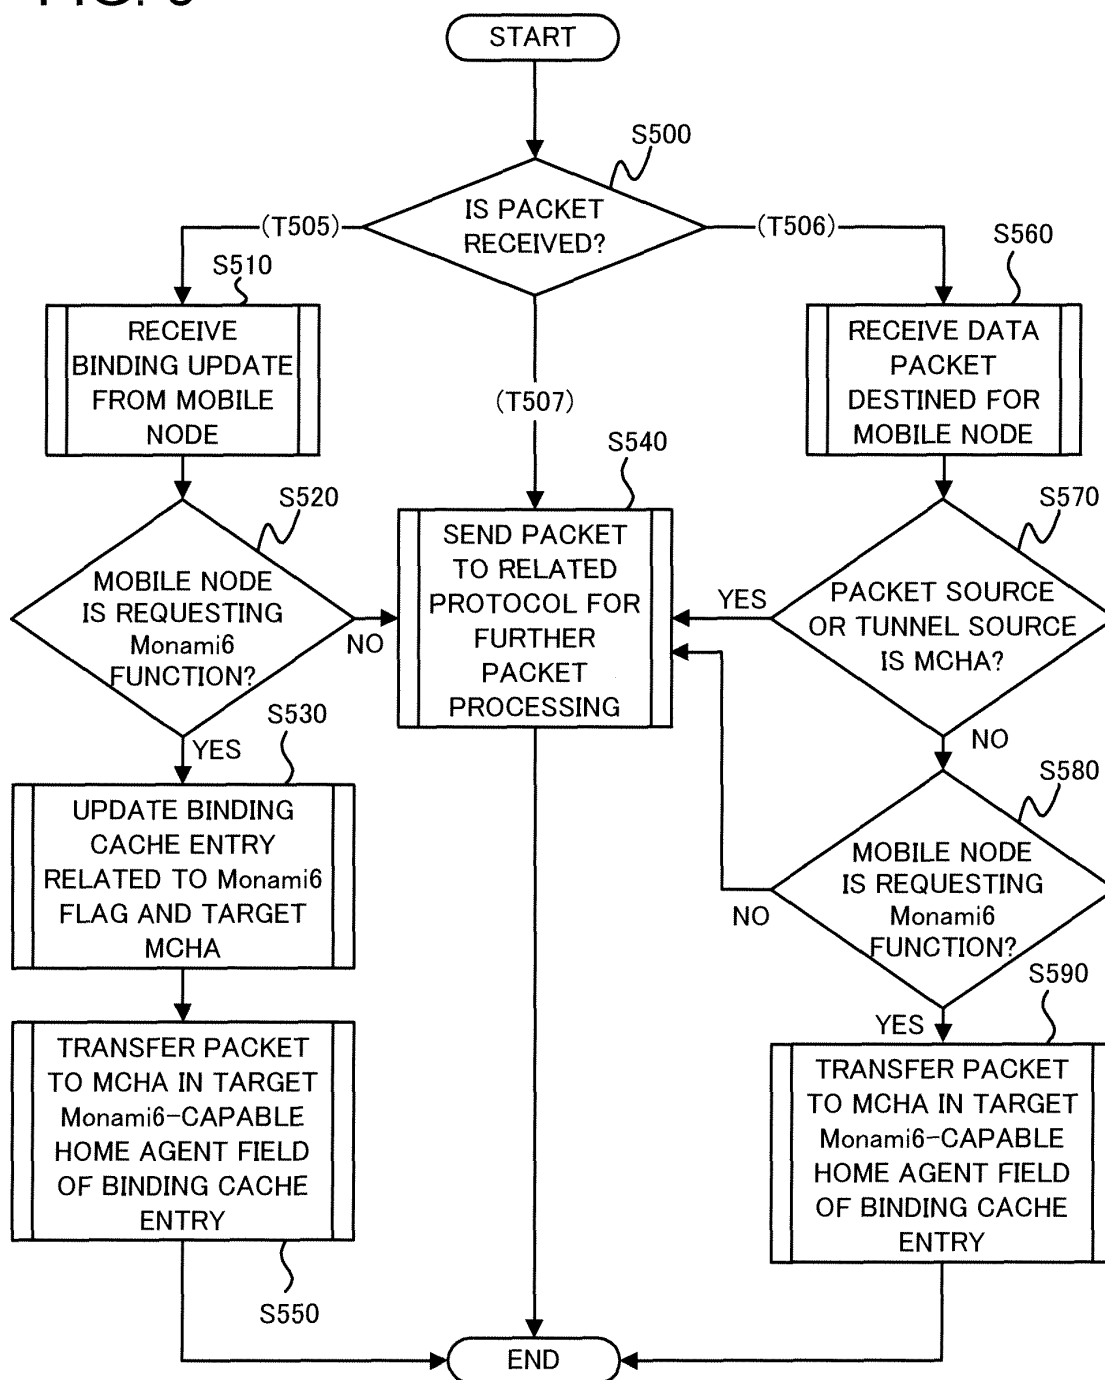 START
S500
IS PACKET
RECEIVED?
(T505)
(T506)
(T507)
S510
RECEIVE
BINDING UPDATE
FROM MOBILE
NODE
S560
RECEIVE DATA
PACKET
DESTINED FOR
MOBILE NODE
S520
MOBILE NODE
IS REQUESTING
Monami6
FUNCTION?
NO
YES
S540
SEND PACKET
TO RELATED
PROTOCOL FOR
FURTHER
PACKET
PROCESSING
S570
PACKET SOURCE
OR TUNNEL SOURCE
IS MCHA?
YES
NO
S530
UPDATE BINDING
CACHE ENTRY
RELATED TO Monami6
FLAG AND TARGET
MCHA
S580
MOBILE NODE
IS REQUESTING
Monami6
FUNCTION?
NO
YES
TRANSFER PACKET
TO MCHA IN TARGET
Monami6-CAPABLE
HOME AGENT FIELD
OF BINDING CACHE
ENTRY
S550
S590
TRANSFER PACKET
TO MCHA IN TARGET
Monami6-CAPABLE
HOME AGENT FIELD
OF BINDING CACHE
ENTRY
END